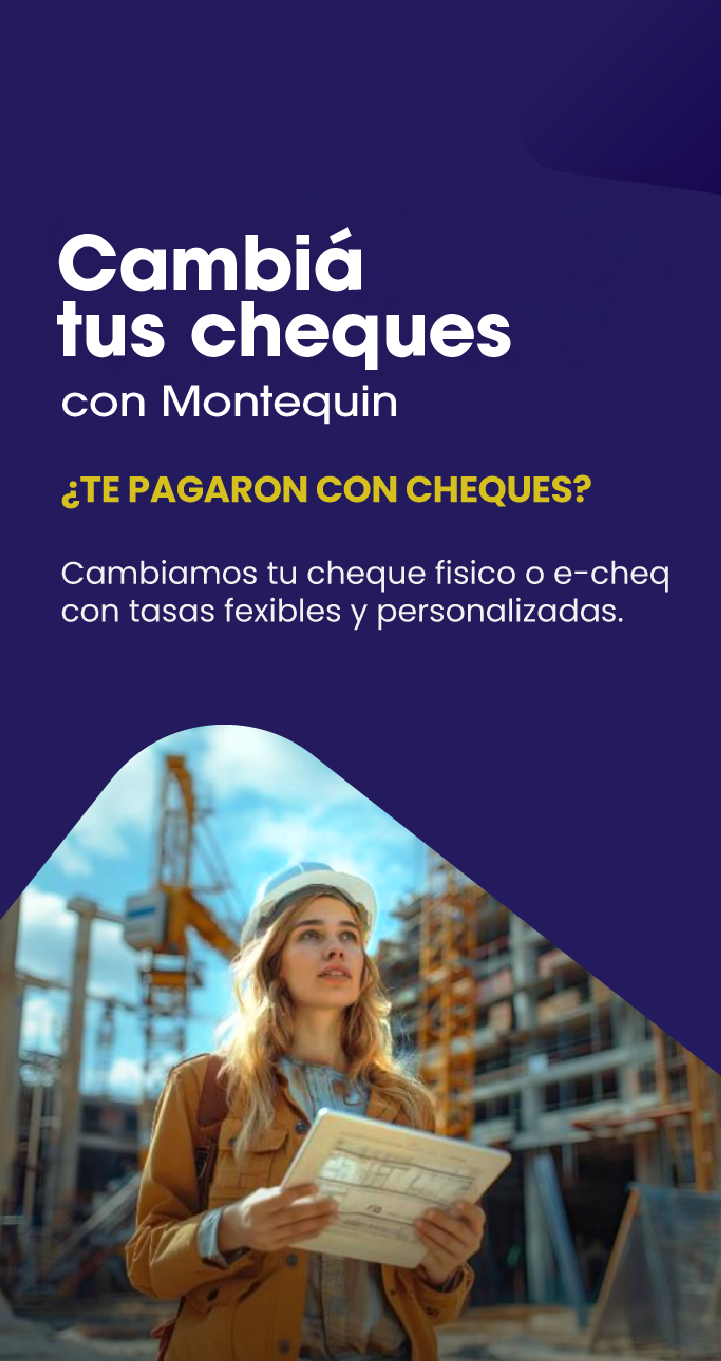 Cambiá
tus cheques
con Montequin
¿TE PAGARON CON CHEQUES?
Cambiamos tu cheque fisico o e-cheq
con tasas fexibles y personalizadas.